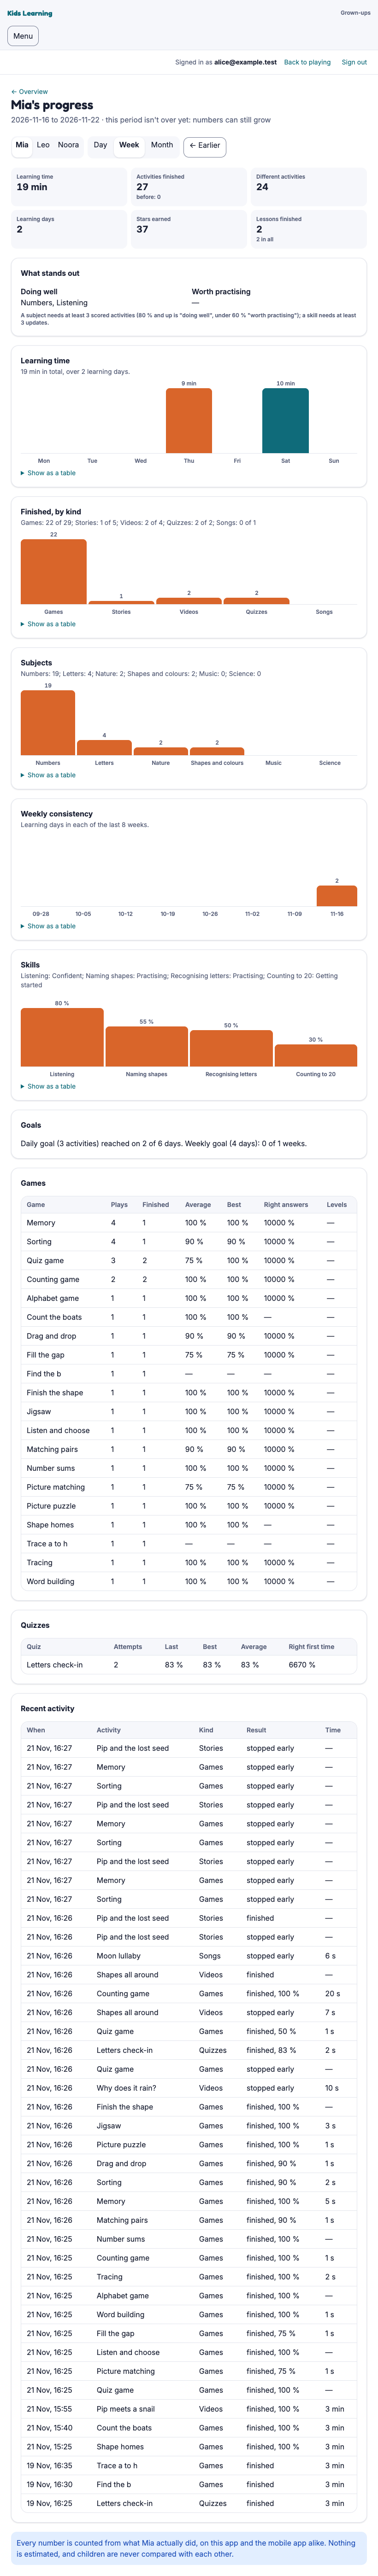 Kids Learning
Grown-ups
Menu
Signed in as alice@example.test Back to playing Sign out
← Overview
Mia's progress
2026-11-16 to 2026-11-22 · this period isn't over yet: numbers can still grow
Mia Leo Noora Day Week Month ← Earlier
Learning time
19 min
Activities finished
27
before: 0
Different activities
24
Learning days
2
Stars earned
37
Lessons finished
2
2 in all
What stands out
Doing well
Numbers, Listening
Worth practising
—
A subject needs at least 3 scored activities (80 % and up is "doing well", under 60 % "worth practising"); a skill needs at least
3 updates.
Learning time
19 min in total, over 2 learning days.
9 min 10 min
Mon Tue Wed Thu Fri Sat Sun
▶ Show as a table
Finished, by kind
Games: 22 of 29; Stories: 1 of 5; Videos: 2 of 4; Quizzes: 2 of 2; Songs: 0 of 1
22 1 2 2
Games Stories Videos Quizzes Songs
▶ Show as a table
Subjects
Numbers: 19; Letters: 4; Nature: 2; Shapes and colours: 2; Music: 0; Science: 0
19 4 2 2
Numbers Letters Nature Shapes and colours Music Science
▶ Show as a table
Weekly consistency
Learning days in each of the last 8 weeks.
2
09-28 10-05 10-12 10-19 10-26 11-02 11-09 11-16
▶ Show as a table
Skills
Listening: Confident; Naming shapes: Practising; Recognising letters: Practising; Counting to 20: Getting
started
80 % 55 % 50 % 30 %
Listening Naming shapes Recognising letters Counting to 20
▶ Show as a table
Goals
Daily goal (3 activities) reached on 2 of 6 days. Weekly goal (4 days): 0 of 1 weeks.
Games
Game Plays Finished Average Best Right answers Levels
Memory 4 1 100 % 100 % 10000 % —
Sorting 4 1 90 % 90 % 10000 % —
Quiz game 3 2 75 % 100 % 10000 % —
Counting game 2 2 100 % 100 % 10000 % —
Alphabet game 1 1 100 % 100 % 10000 % —
Count the boats 1 1 100 % 100 % — —
Drag and drop 1 1 90 % 90 % 10000 % —
Fill the gap 1 1 75 % 75 % 10000 % —
Find the b 1 1 — — — —
Finish the shape 1 1 100 % 100 % 10000 % —
Jigsaw 1 1 100 % 100 % 10000 % —
Listen and choose 1 1 100 % 100 % 10000 % —
Matching pairs 1 1 90 % 90 % 10000 % —
Number sums 1 1 100 % 100 % 10000 % —
Picture matching 1 1 75 % 75 % 10000 % —
Picture puzzle 1 1 100 % 100 % 10000 % —
Shape homes 1 1 100 % 100 % — —
Trace a to h 1 1 — — — —
Tracing 1 1 100 % 100 % 10000 % —
Word building 1 1 100 % 100 % 10000 % —
Quizzes
Quiz Attempts Last Best Average Right first time
Letters check-in 2 83 % 83 % 83 % 6670 %
Recent activity
When Activity Kind Result Time
21 Nov, 16:27 Pip and the lost seed Stories stopped early —
21 Nov, 16:27 Memory Games stopped early —
21 Nov, 16:27 Sorting Games stopped early —
21 Nov, 16:27 Pip and the lost seed Stories stopped early —
21 Nov, 16:27 Memory Games stopped early —
21 Nov, 16:27 Sorting Games stopped early —
21 Nov, 16:27 Pip and the lost seed Stories stopped early —
21 Nov, 16:27 Memory Games stopped early —
21 Nov, 16:27 Sorting Games stopped early —
21 Nov, 16:26 Pip and the lost seed Stories finished —
21 Nov, 16:26 Pip and the lost seed Stories stopped early —
21 Nov, 16:26 Moon lullaby Songs stopped early 6 s
21 Nov, 16:26 Shapes all around Videos finished —
21 Nov, 16:26 Counting game Games finished, 100 % 20 s
21 Nov, 16:26 Shapes all around Videos stopped early 7 s
21 Nov, 16:26 Quiz game Games finished, 50 % 1 s
21 Nov, 16:26 Letters check-in Quizzes finished, 83 % 2 s
21 Nov, 16:26 Quiz game Games stopped early —
21 Nov, 16:26 Why does it rain? Videos stopped early 10 s
21 Nov, 16:26 Finish the shape Games finished, 100 % —
21 Nov, 16:26 Jigsaw Games finished, 100 % 3 s
21 Nov, 16:26 Picture puzzle Games finished, 100 % 1 s
21 Nov, 16:26 Drag and drop Games finished, 90 % 1 s
21 Nov, 16:26 Sorting Games finished, 90 % 2 s
21 Nov, 16:26 Memory Games finished, 100 % 5 s
21 Nov, 16:26 Matching pairs Games finished, 90 % 1 s
21 Nov, 16:25 Number sums Games finished, 100 % —
21 Nov, 16:25 Counting game Games finished, 100 % 1 s
21 Nov, 16:25 Tracing Games finished, 100 % 2 s
21 Nov, 16:25 Alphabet game Games finished, 100 % —
21 Nov, 16:25 Word building Games finished, 100 % 1 s
21 Nov, 16:25 Fill the gap Games finished, 75 % 1 s
21 Nov, 16:25 Listen and choose Games finished, 100 % —
21 Nov, 16:25 Picture matching Games finished, 75 % 1 s
21 Nov, 16:25 Quiz game Games finished, 100 % —
21 Nov, 15:55 Pip meets a snail Videos finished, 100 % 3 min
21 Nov, 15:40 Count the boats Games finished, 100 % 3 min
21 Nov, 15:25 Shape homes Games finished, 100 % 3 min
19 Nov, 16:35 Trace a to h Games finished 3 min
19 Nov, 16:30 Find the b Games finished 3 min
19 Nov, 16:25 Letters check-in Quizzes finished 3 min
Every number is counted from what Mia actually did, on this app and the mobile app alike. Nothing
is estimated, and children are never compared with each other.